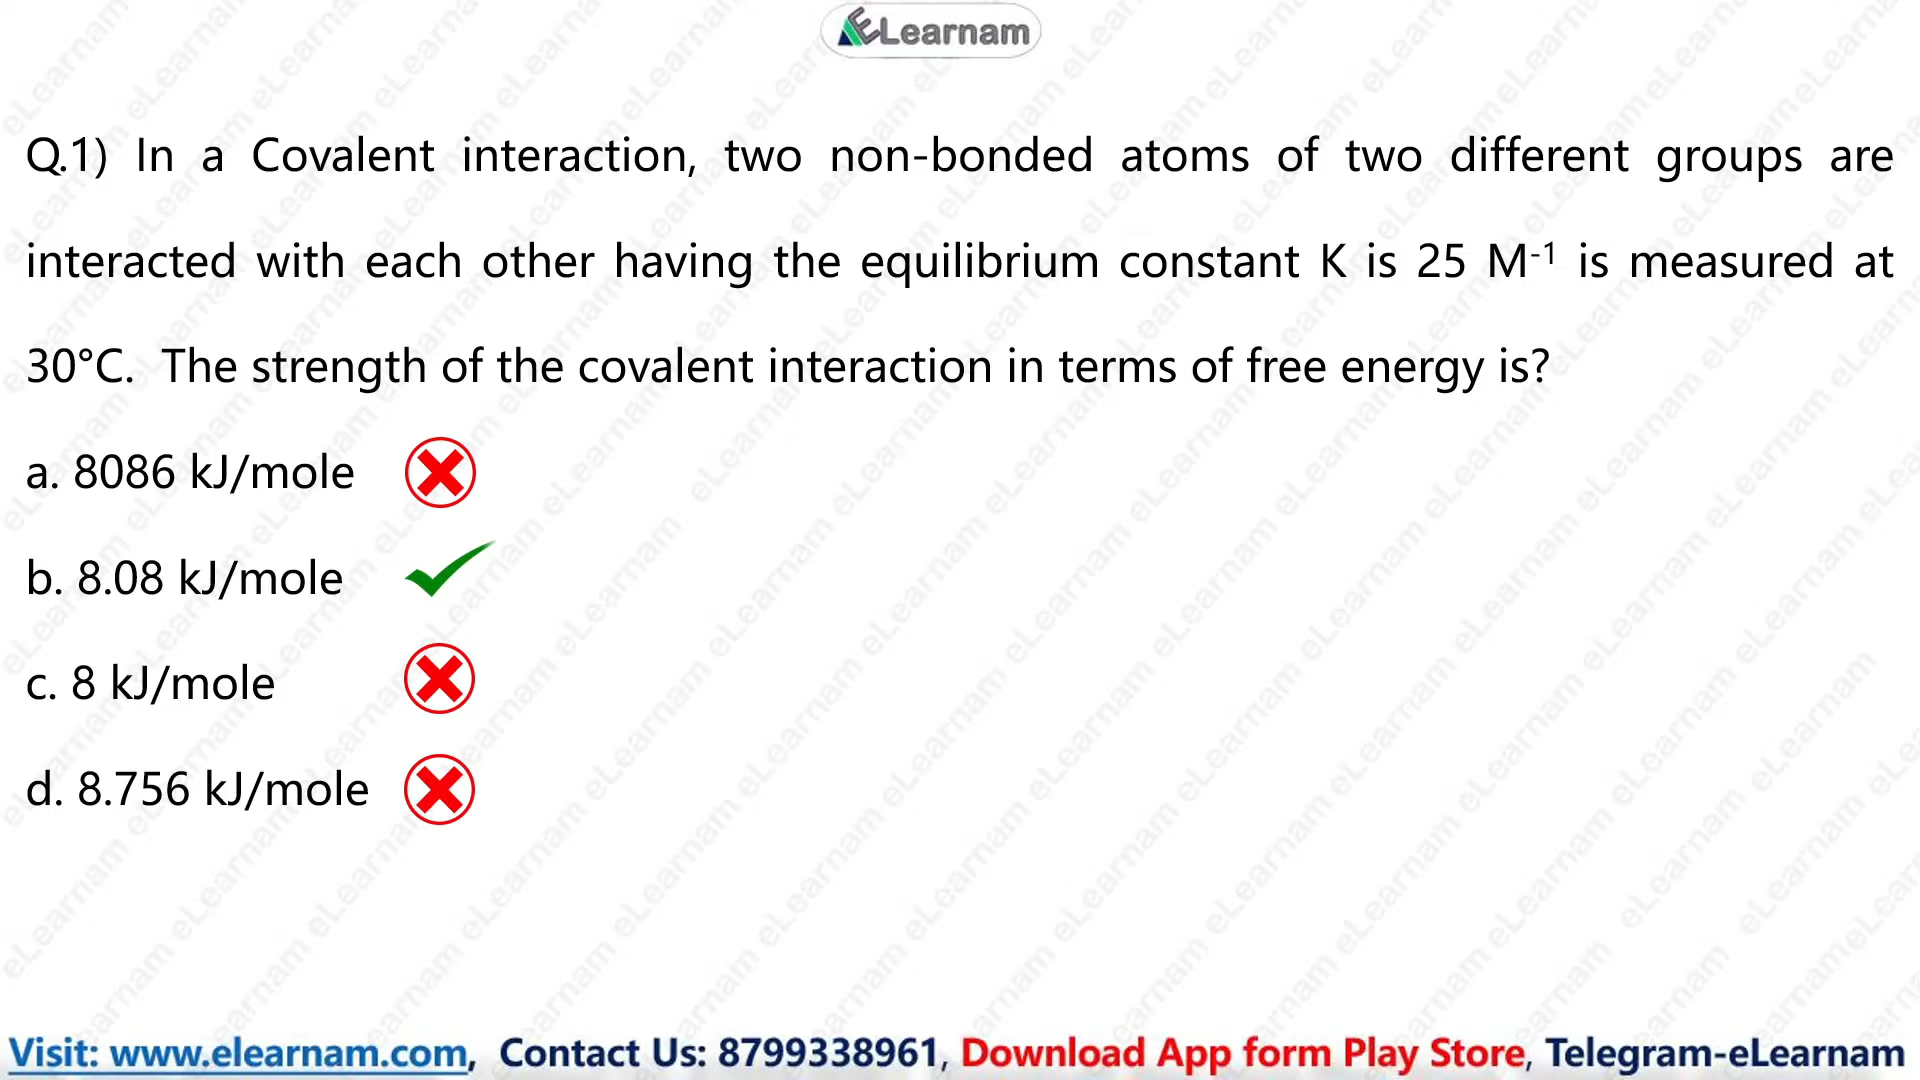 ELearnam
Q.1) In a Covalent interaction, two non-bonded atoms of two different groups are
interacted with each other having the equilibrium constant K is 25 M-1 is measured at
30°C. The strength of the covalent interaction in terms of free energy is?
a. 8086 kJ/mole
b. 8.08 kJ/mole
c. 8 kJ/mole
d. 8.756 kJ/mole
Visit: www.elearnam.com, Contact Us: 8799338961, Download App form Play Store, Telegram-eLearnam